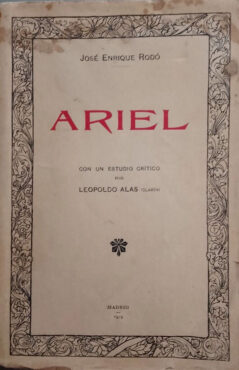 JOSÉ ENRIQUE RODÓ
ARIEL
CON UN ESTUDIO CRÍTICO
POR
LEOPOLDO ALAS (CLARÍN)
MADRID